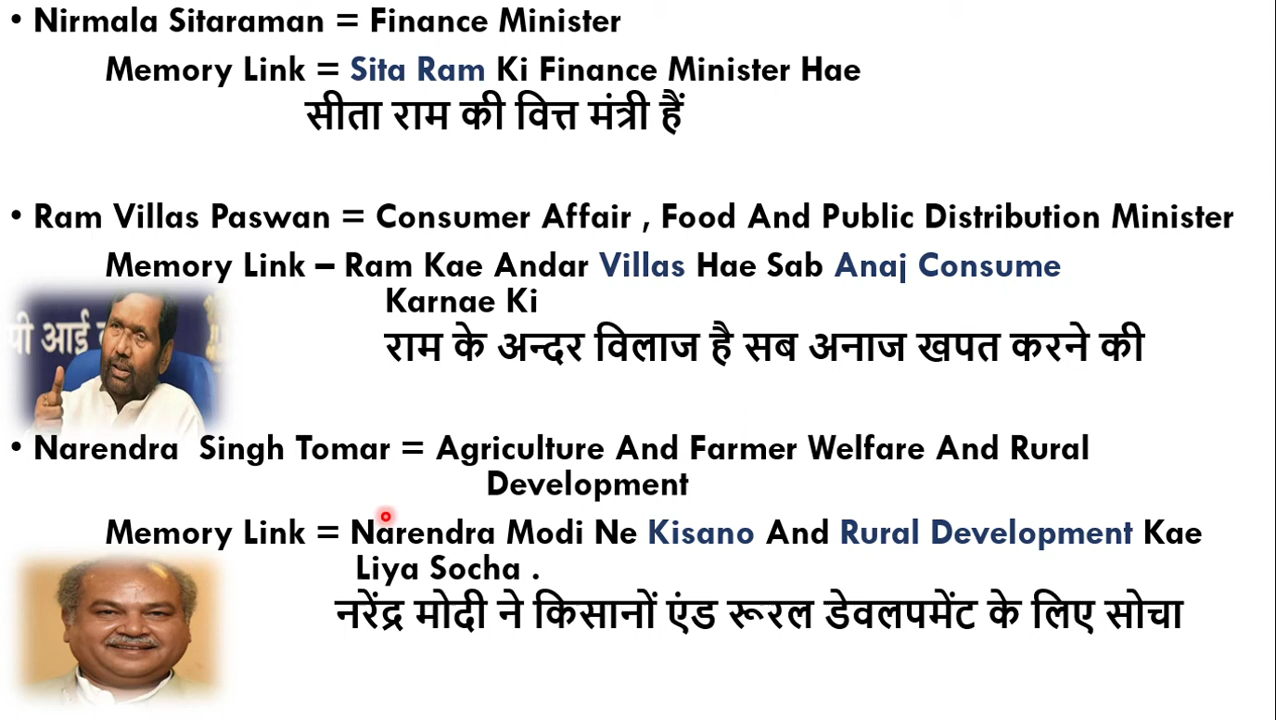 • Nirmala Sitaraman = Finance Minister
Memory Link = Sita Ram Ki Finance Minister Hae
सीता राम की वित्त मंत्री हैं
• Ram Villas Paswan = Consumer Affair , Food And Public Distribution Minister
Memory Link – Ram Kae Andar Villas Hae Sab Anaj Consume
Karnae Ki
राम के अन्दर विलाज है सब अनाज खपत करने की
पी आई
• Narendra Singh Tomar = Agriculture And Farmer Welfare And Rural
Development
Memory Link = Narendra Modi Ne Kisano And Rural Development Kae
Liya Socha .
नरेंद्र मोदी ने किसानों एंड रूरल डेवलपमेंट के लिए सोचा